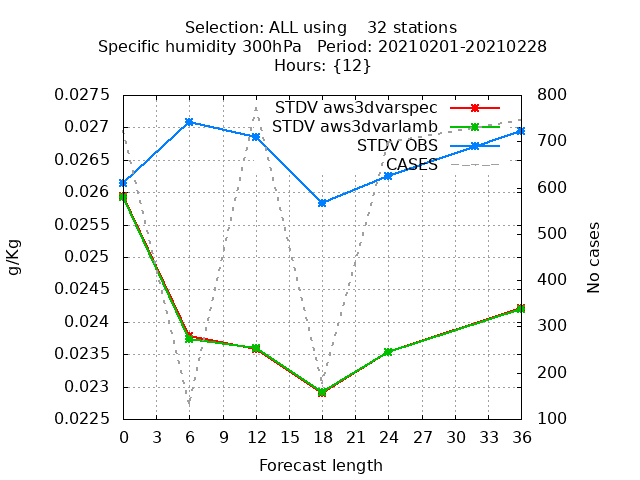 Selection: ALL using    32 stations
Specific humidity 300hPa   Period: 20210201-20210228
Hours: {12}
STDV aws3dvarspec
STDV aws3dvarlamb
STDV OBS
CASES
0.0275
0.027
0.0265
0.026
0.0255
0.025
0.0245
0.024
0.0235
0.023
0.0225
g/Kg
800
700
600
500
400
300
200
100
No cases
0 3 6 9 12 15 18 21 24 27 30 33 36
Forecast length